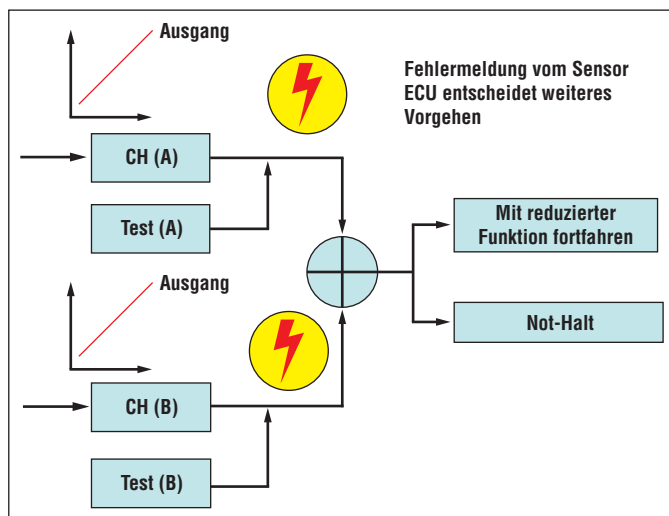 Ausgang
Fehlermeldung vom Sensor
ECU entscheidet weiteres
Vorgehen
CH (A)
Test (A)
Mit reduzierter
Funktion fortfahren
Ausgang
Not-Halt
CH (B)
Test (B)